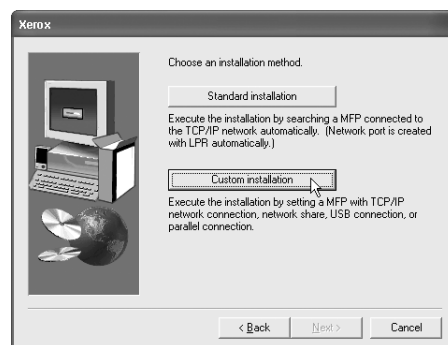 Xerox
Choose an installation method.
Standard installation
Execute the installation by searching a MFP connected to
the TCP/IP network automatically.  (Network port is created
with LPR automatically.)
Custom installation
Execute the installation by setting a MFP with TCP/IP
network connection, network share, USB connection, or
parallel connection.
< Back
Next >
Cancel